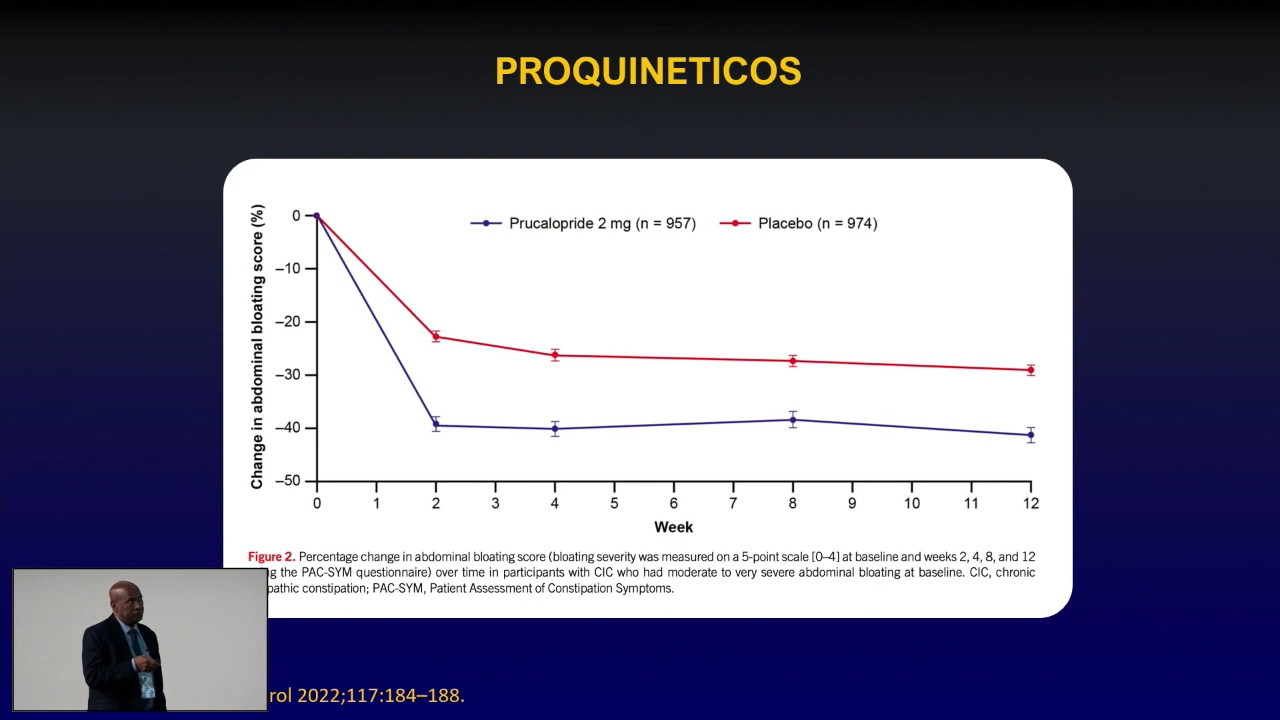 PROQUINETICOS
Change in abdominal bloating score (%)
Prucalopride 2 mg (n = 957)
Placebo (n = 974)
0
–10
–20
–30
–40
–50
0 1 2 3 4 5 6 7 8 9 10 11 12
Week
Figure 2. Percentage change in abdominal bloating score (bloating severity was measured on a 5-point scale [0–4] at baseline and weeks 2, 4, 8, and 12
the PAC-SYM questionnaire) over time in participants with CIC who had moderate to very severe abdominal bloating at baseline. CIC, chronic
constipation; PAC-SYM, Patient Assessment of Constipation Symptoms.
2022;117:184–188.